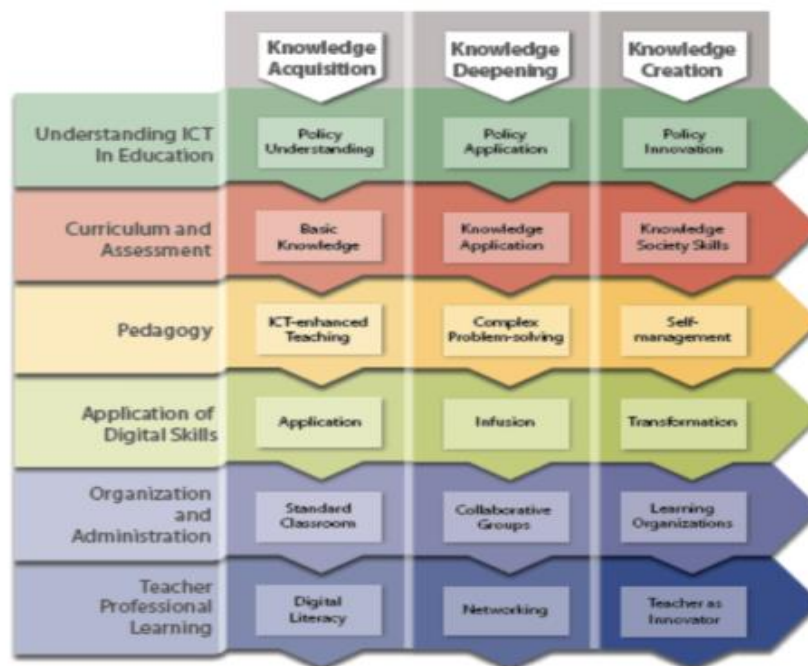 Knowledge
Acquisition
Knowledge
Deepening
Knowledge
Creation
Understanding ICT
In Education
Policy
Understanding
Policy
Application
Policy
Innovation
Curriculum and
Assessment
Basic
Knowledge
Knowledge
Application
Knowledge
Society Skills
Pedagogy
ICT-enhanced
Teaching
Complex
Problem-solving
Self-
management
Application of
Digital Skills
Application
Infusion
Transformation
Organization
and
Administration
Standard
Classroom
Collaborative
Groups
Learning
Organizations
Teacher
Professional
Learning
Digital
Literacy
Networking
Teacher as
Innovator